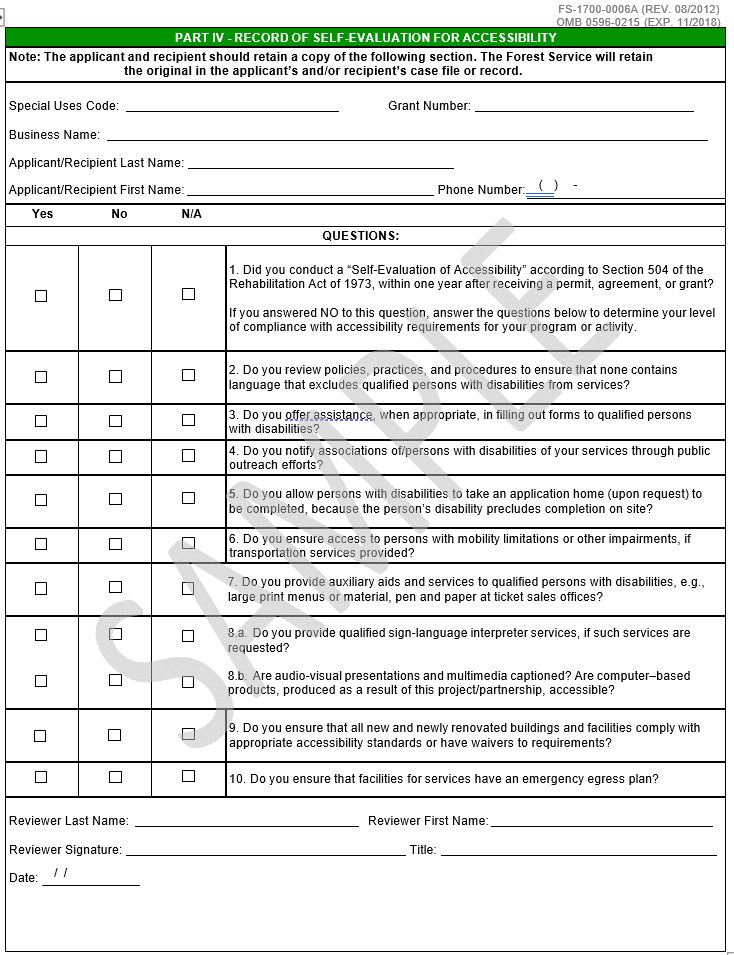 FS-1700-0006A (REV. 08/2012)
OMB 0596-0215 (EXP. 11/2018)
PART IV - RECORD OF SELF-EVALUATION FOR ACCESSIBILITY
Note: The applicant and recipient should retain a copy of the following section. The Forest Service will retain
the original in the applicant's and/or recipient's case file or record.
Special Uses Code: Grant Number:
Business Name:
Applicant/Recipient Last Name:
Applicant/Recipient First Name: Phone Number: ( ) -
Yes No N/A
QUESTIONS:
1. Did you conduct a “Self-Evaluation of Accessibility” according to Section 504 of the
Rehabilitation Act of 1973, within one year after receiving a permit, agreement, or grant?
If you answered NO to this question, answer the questions below to determine your level
of compliance with accessibility requirements for your program or activity.
2. Do you review policies, practices, and procedures to ensure that none contains
language that excludes qualified persons with disabilities from services?
3. Do you offer assistance, when appropriate, in filling out forms to qualified persons
with disabilities?
4. Do you notify associations of/persons with disabilities of your services through public
outreach efforts?
5. Do you allow persons with disabilities to take an application home (upon request) to
be completed, because the person's disability precludes completion on site?
6. Do you ensure access to persons with mobility limitations or other impairments, if
transportation services provided?
7. Do you provide auxiliary aids and services to qualified persons with disabilities, e.g.,
large print menus or material, pen and paper at ticket sales offices?
8.a. Do you provide qualified sign-language interpreter services, if such services are
requested?
8.b. Are audio-visual presentations and multimedia captioned? Are computer–based
products, produced as a result of this project/partnership, accessible?
9. Do you ensure that all new and newly renovated buildings and facilities comply with
appropriate accessibility standards or have waivers to requirements?
10. Do you ensure that facilities for services have an emergency egress plan?
Reviewer Last Name: Reviewer First Name:
Reviewer Signature: Title:
Date: / /
SAMPLE